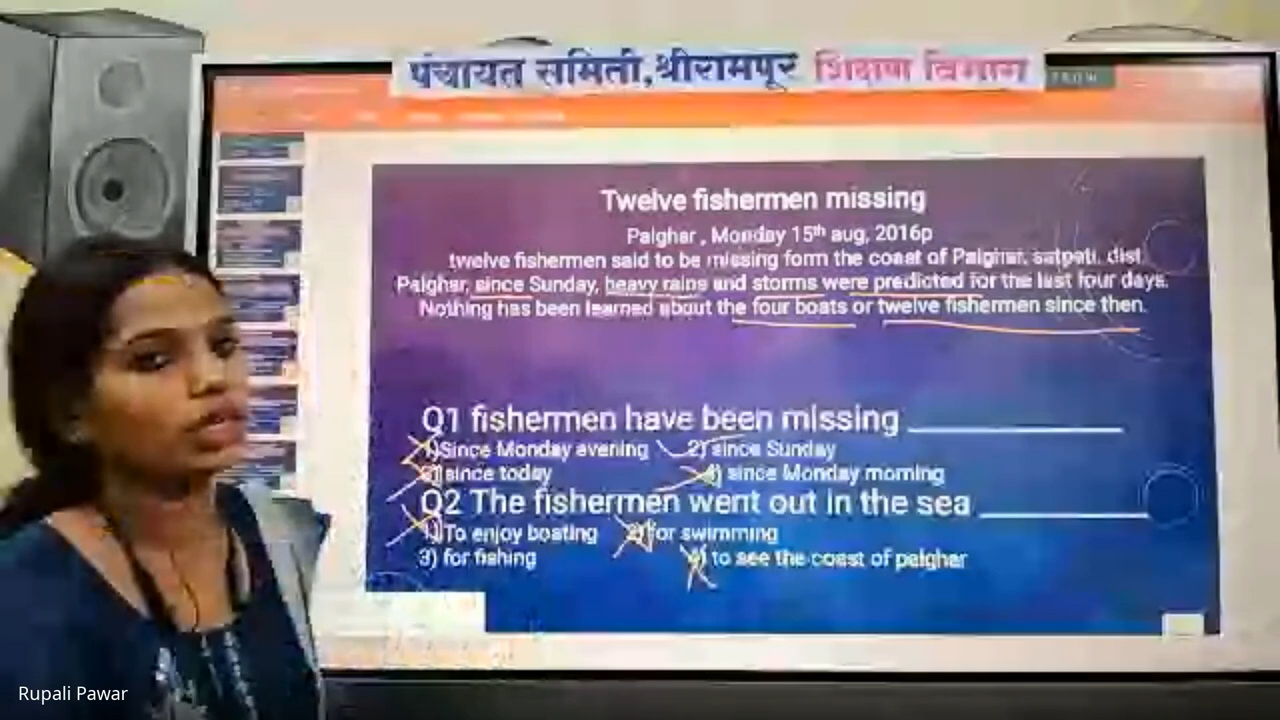 पंचायत समिती,श्रीरामपूर शिक्षण विभाग
Twelve fishermen missing
Palghar , Monday 15th aug, 2016p
twelve fishermen said to be missing form the coast of Palghar, satpati, dist
Palghar, since Sunday, heavy rains and storms were predicted for the last four days.
Nothing has been learned about the four boats or twelve fishermen since then.
Q1 fishermen have been missing ____________
1)Since Monday evening 2) since Sunday
3) since today 4) since Monday morning
Q2 The fishermen went out in the sea ____________
1)To enjoy boating 2)for swimming
3) for fishing 4) to see the coast of palghar
Rupali Pawar